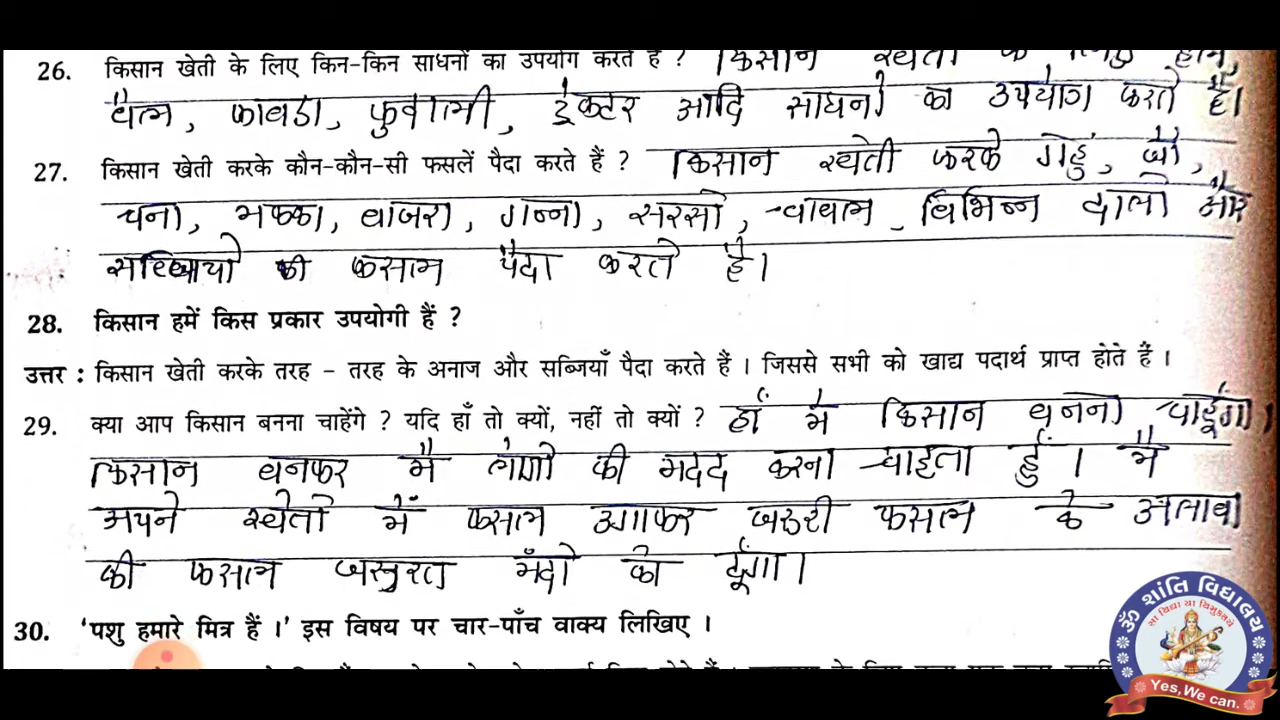 26. किसान खेती के लिए किन-किन साधनों का उपयोग करते हैं ? किसान खेती के लिए हल,
बैल, फावडा, कुदाली, ट्रेक्टर आदि साधनो का उपयोग करते है।
27. किसान खेती करके कौन-कौन-सी फसलें पैदा करते हैं ? किसान खेती करके गेहुं, जौ,
चना, मक्का, बाजरा, गन्ना, सरसो, चावल, विभिन्न दालो और
की फसल पैदा करते है।
28. किसान हमें किस प्रकार उपयोगी हैं ?
उत्तर : किसान खेती करके तरह - तरह के अनाज और सब्जियाँ पैदा करते हैं । जिससे सभी को खाद्य पदार्थ प्राप्त होते हैं ।
29. क्या आप किसान बनना चाहेंगे ? यदि हाँ तो क्यों, नहीं तो क्यों ? हाँ मै किसान बनना चाहूंगा।
किसान बनकर मै लोगो की मदद करना चाहता हुं । मै
अपने खेतो में फसल उगाकर जरुरी फसल के अलावा
की फसल जरुरत मँदो को दूंगा।
30. 'पशु हमारे मित्र हैं ।' इस विषय पर चार-पाँच वाक्य लिखिए ।
ॐ शांति विद्यालय
सा विद्या या विमुक्तये
Yes, We can.